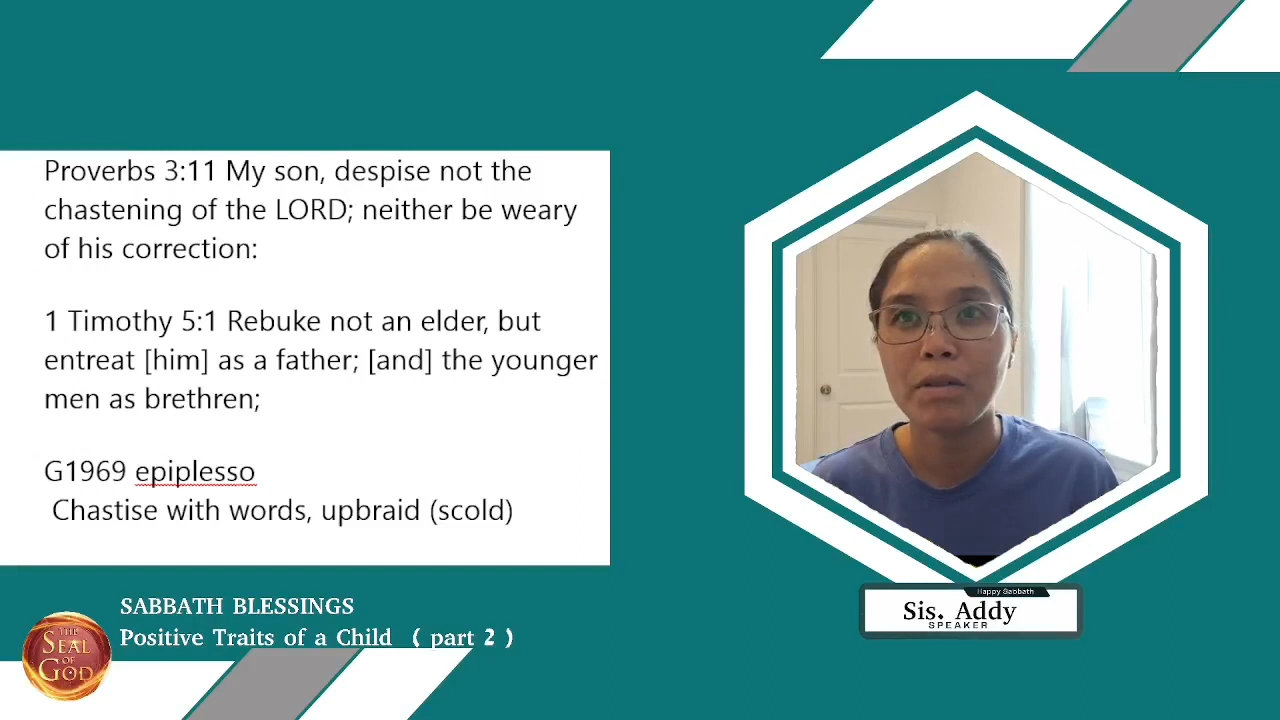 Proverbs 3:11 My son, despise not the
chastening of the LORD; neither be weary
of his correction:
1 Timothy 5:1 Rebuke not an elder, but
entreat [him] as a father; [and] the younger
men as brethren;
G1969 epiplesso
Chastise with words, upbraid (scold)
Happy Sabbath
Sis. Addy
SPEAKER
SABBATH BLESSINGS
Positive Traits of a Child ( part 2 )
THE
SEAL
OF
GOD